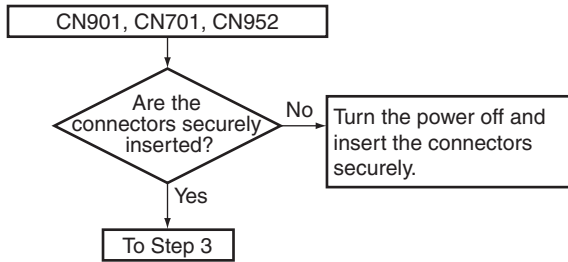 CN901, CN701, CN952
Are the
connectors securely
inserted?
No
Turn the power off and
insert the connectors
securely.
Yes
To Step 3